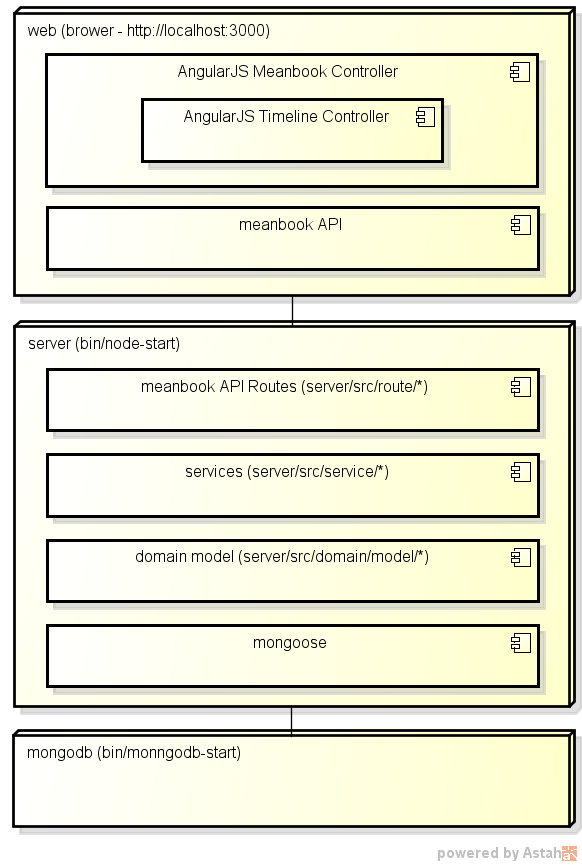 web (brower - http://localhost:3000)
AngularJS Meanbook Controller
AngularJS Timeline Controller
meanbook API
server (bin/node-start)
meanbook API Routes (server/src/route/*)
services (server/src/service/*)
domain model (server/src/domain/model/*)
mongoose
mongodb (bin/monngodb-start)
powered by Astah